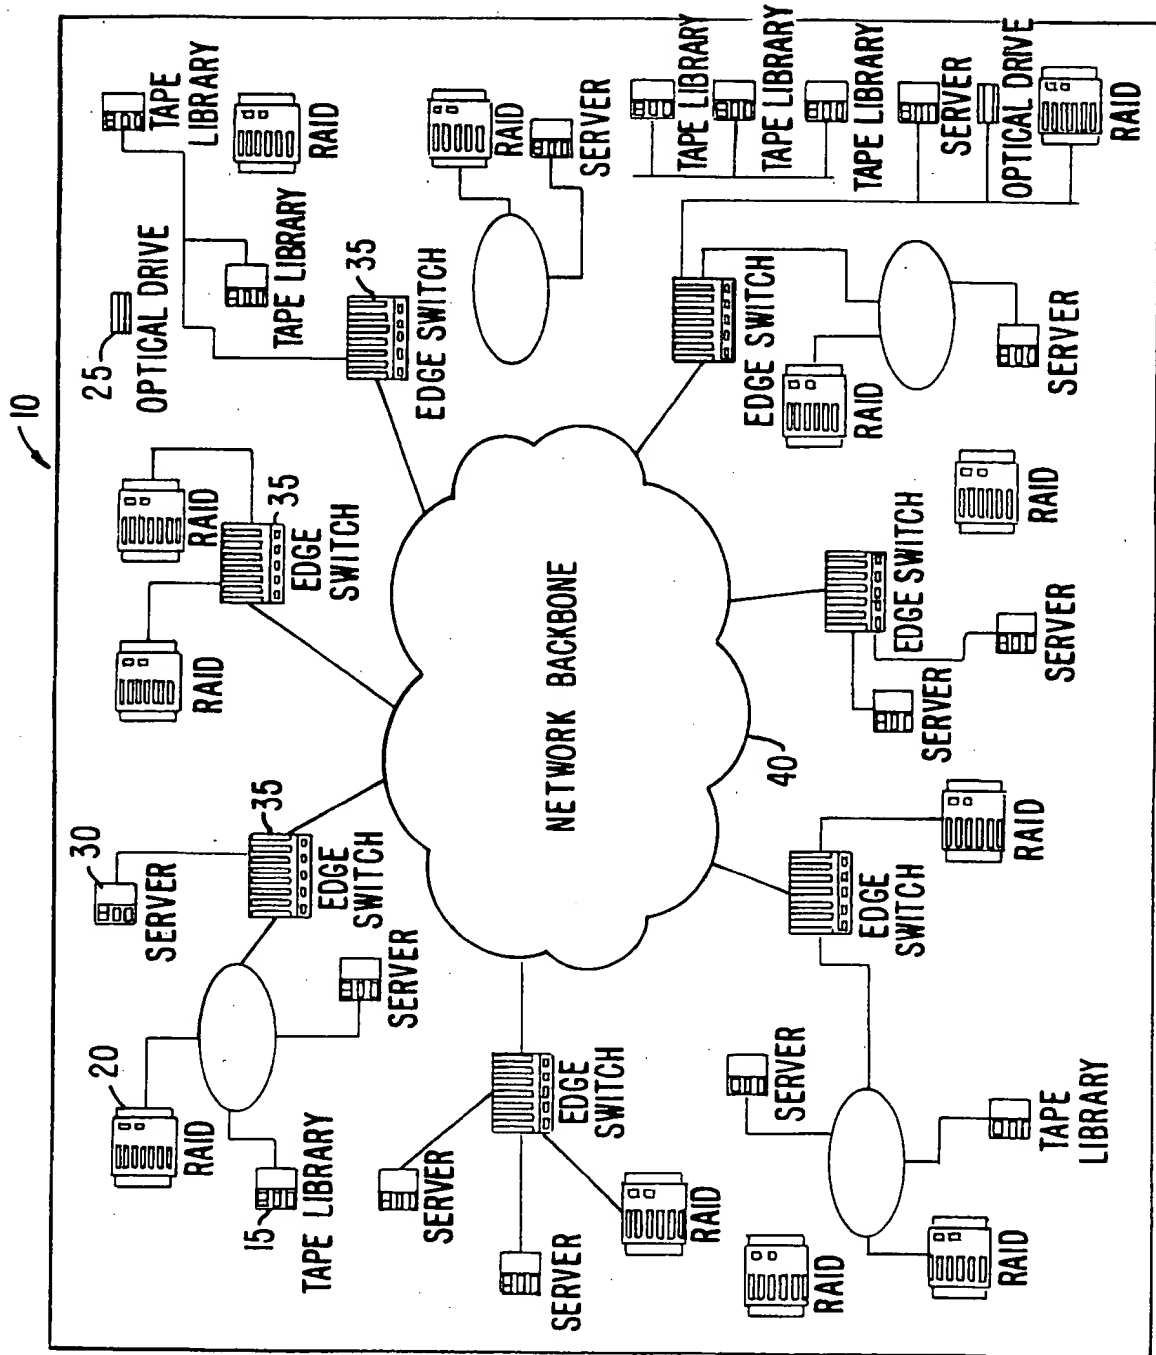 10
20
RAID
15
TAPE LIBRARY
30
SERVER
SERVER
35
EDGE
SWITCH
RAID
RAID
35
EDGE
SWITCH
25
OPTICAL DRIVE
TAPE
LIBRARY
RAID
TAPE LIBRARY
35
EDGE SWITCH
SERVER
SERVER
RAID
EDGE
SWITCH
NETWORK BACKBONE
40
RAID
SERVER
RAID
SERVER
RAID
TAPE
LIBRARY
EDGE
SWITCH
RAID
EDGE SWITCH
SERVER
SERVER
RAID
EDGE SWITCH
RAID
SERVER
TAPE LIBRARY
TAPE LIBRARY
TAPE LIBRARY
SERVER
OPTICAL DRIVE
RAID